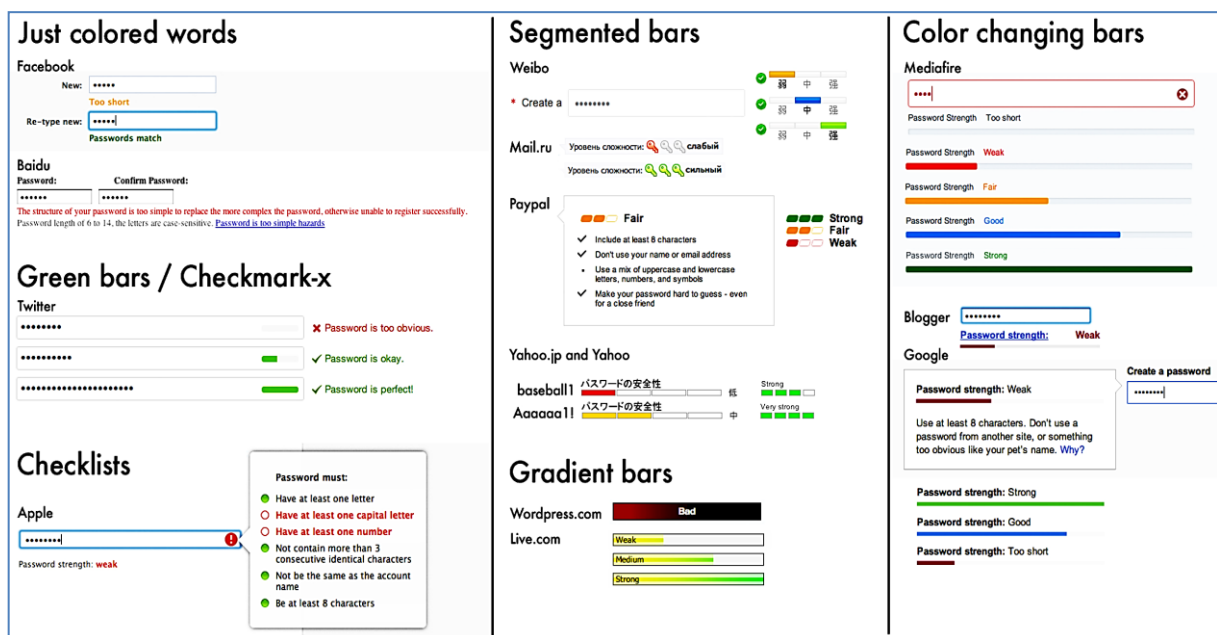 Just colored words
Facebook
New: •••••
Too short
Re-type new: •••••
Passwords match
Baidu
Password: Confirm Password:
•••••• ••••••
The structure of your password is too simple to replace the more complex the password, otherwise unable to register successfully.
Password length of 6 to 14, the letters are case-sensitive. Password is too simple hazards
Green bars / Checkmark-x
Twitter
•••••••• ✗ Password is too obvious.
•••••••••• ✓ Password is okay.
•••••••••••••••••••••• ✓ Password is perfect!
Checklists
Apple
••••••••
Password strength: weak
Password must:
Have at least one letter
Have at least one capital letter
Have at least one number
Not contain more than 3
consecutive identical characters
Not be the same as the account
name
Be at least 8 characters
Segmented bars
Weibo
* Create a ••••••••
弱 中 强
弱 中 强
弱 中 强
Mail.ru
Уровень сложности: слабый
Уровень сложности: сильный
Paypal
Fair
✓ Include at least 8 characters
✓ Don't use your name or email address
• Use a mix of uppercase and lowercase
letters, numbers, and symbols
✓ Make your password hard to guess - even
for a close friend
Strong
Fair
Weak
Yahoo.jp and Yahoo
baseball1 パスワードの安全性 低 Strong
Aaaaaa1! パスワードの安全性 中 Very strong
Gradient bars
Wordpress.com Bad
Live.com
Weak
Medium
Strong
Color changing bars
Mediafire
••••
Password Strength Too short
Password Strength Weak
Password Strength Fair
Password Strength Good
Password Strength Strong
Blogger ••••••••
Password strength: Weak
Google
Password strength: Weak
Use at least 8 characters. Don't use a
password from another site, or something
too obvious like your pet's name. Why?
Create a password
••••••••
Password strength: Strong
Password strength: Good
Password strength: Too short